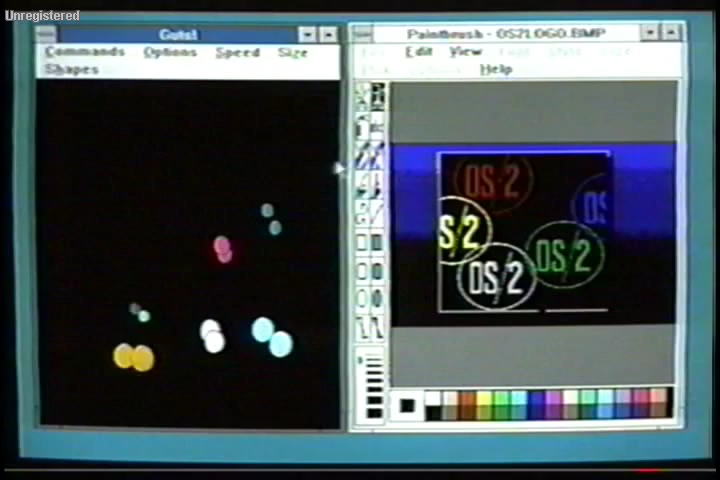 Unregistered
Guts!
Commands Options Speed Size
Shapes
Paintbrush - OS2LOGO.BMP
Edit View
Help
OS/2
OS
S/2
OS/2
OS/2